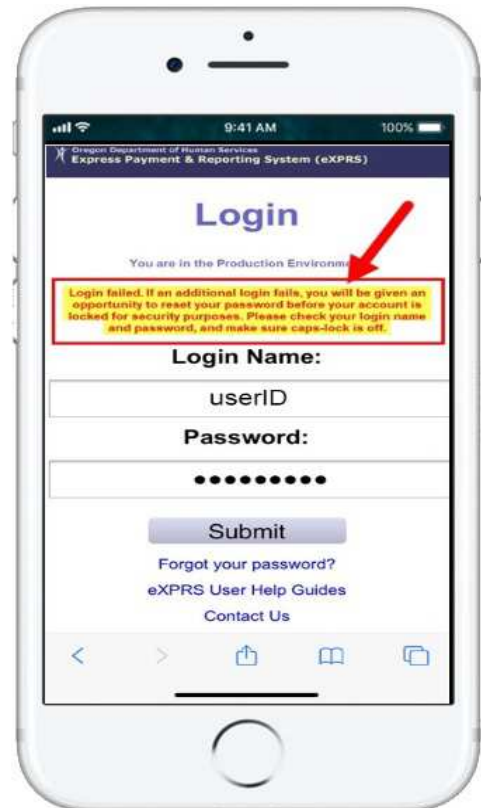 9:41 AM
100%
Oregon Department of Human Services
Express Payment & Reporting System (eXPRS)
Login
You are in the Production Environme
Login failed. If an additional login fails, you will be given an
opportunity to reset your password before your account is
locked for security purposes. Please check your login name
and password, and make sure caps-lock is off.
Login Name:
userID
Password:
Submit
Forgot your password?
eXPRS User Help Guides
Contact Us